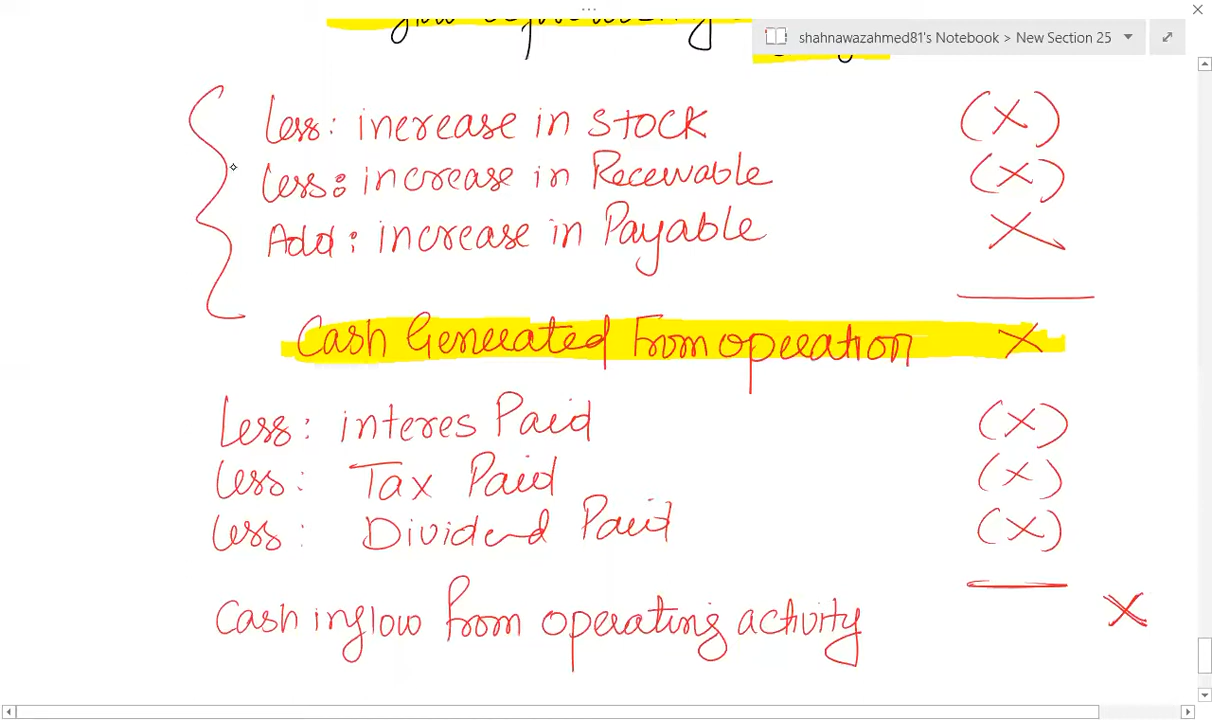 shahnawazahmed81's Notebook > New Section 25
Less: increase in Stock (X)
Less: increase in Receivable (X)
Add: increase in Payable X
Cash Generated From operation X
Less: interes Paid (X)
Less: Tax Paid (X)
Less: Dividend Paid (X)
Cash inflow from operating activity X